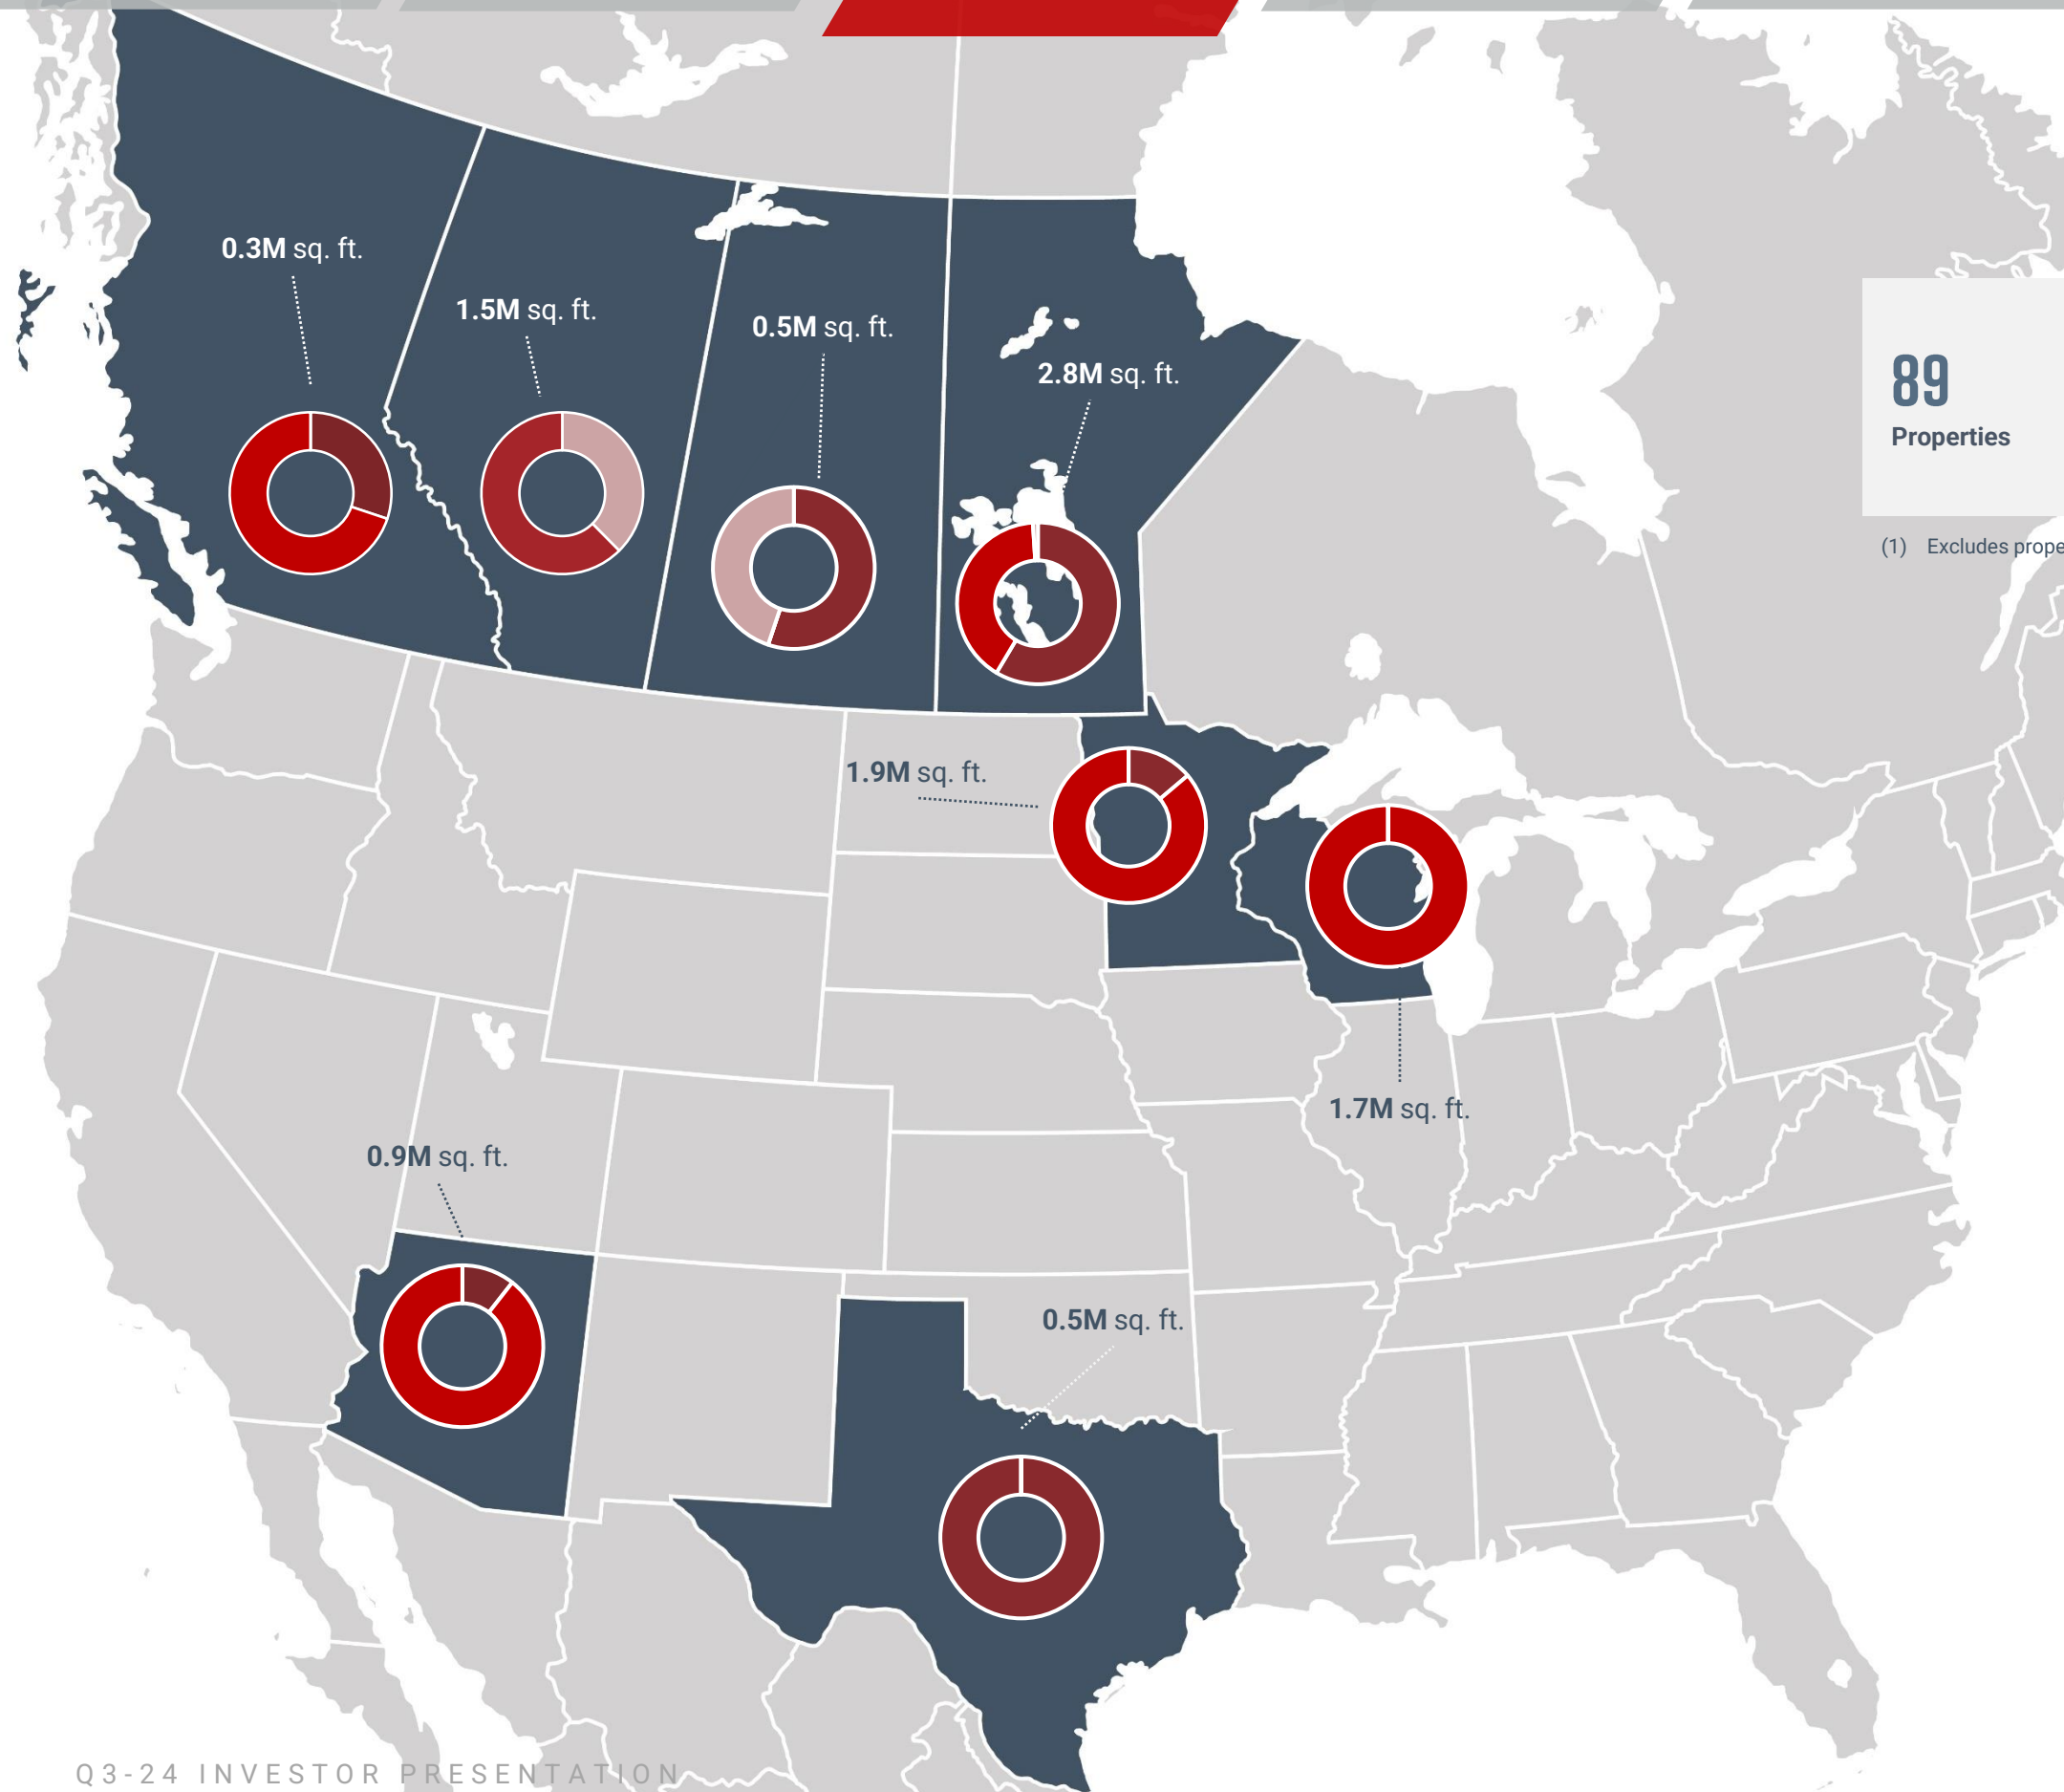 0.3M sq. ft.
1.5M sq. ft.
0.5M sq. ft.
2.8M sq. ft.
89
Properties
(1) Excludes prope
1.9M sq. ft.
1.7M sq. ft.
0.9M sq. ft.
0.5M sq. ft.
Q3-24 INVESTOR PRESENTATION